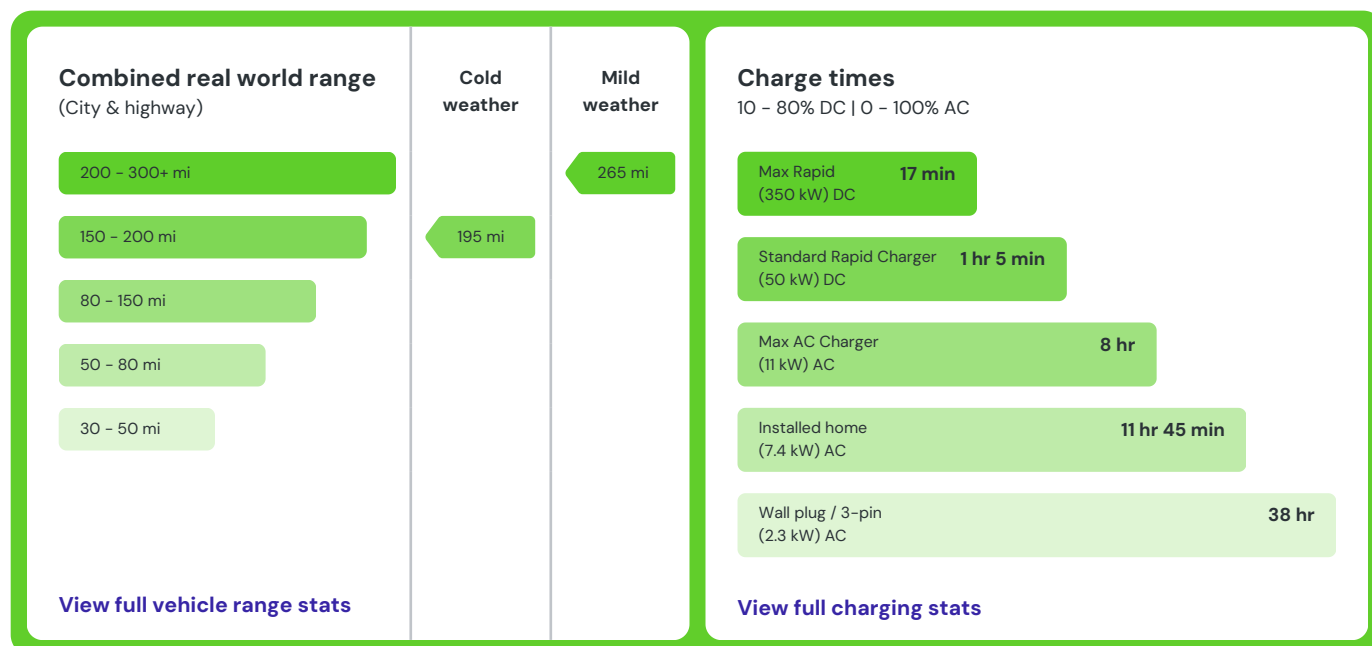 Combined real world range
(City & highway)
Cold
weather
Mild
weather
200 - 300+ mi
265 mi
150 - 200 mi
195 mi
80 - 150 mi
50 - 80 mi
30 - 50 mi
View full vehicle range stats
Charge times
10 - 80% DC | 0 - 100% AC
Max Rapid
(350 kW) DC
17 min
Standard Rapid Charger
(50 kW) DC
1 hr 5 min
Max AC Charger
(11 kW) AC
8 hr
Installed home
(7.4 kW) AC
11 hr 45 min
Wall plug / 3-pin
(2.3 kW) AC
38 hr
View full charging stats